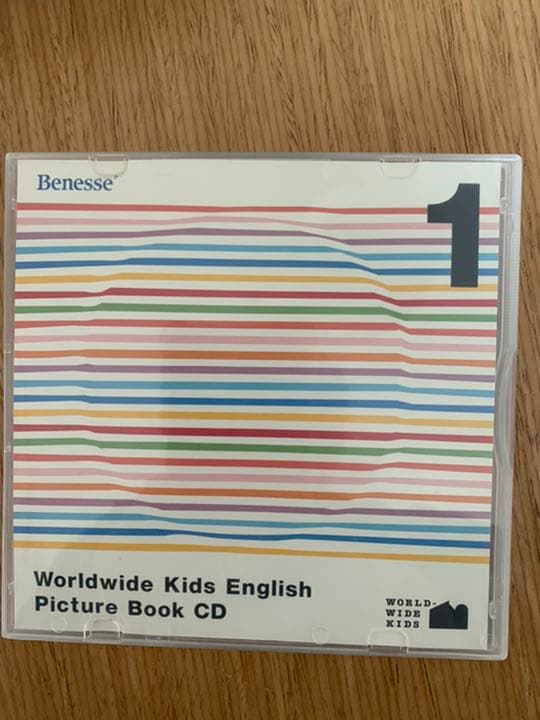 Benesse
1
Worldwide Kids English
Picture Book CD
WORLD-
WIDE
KIDS